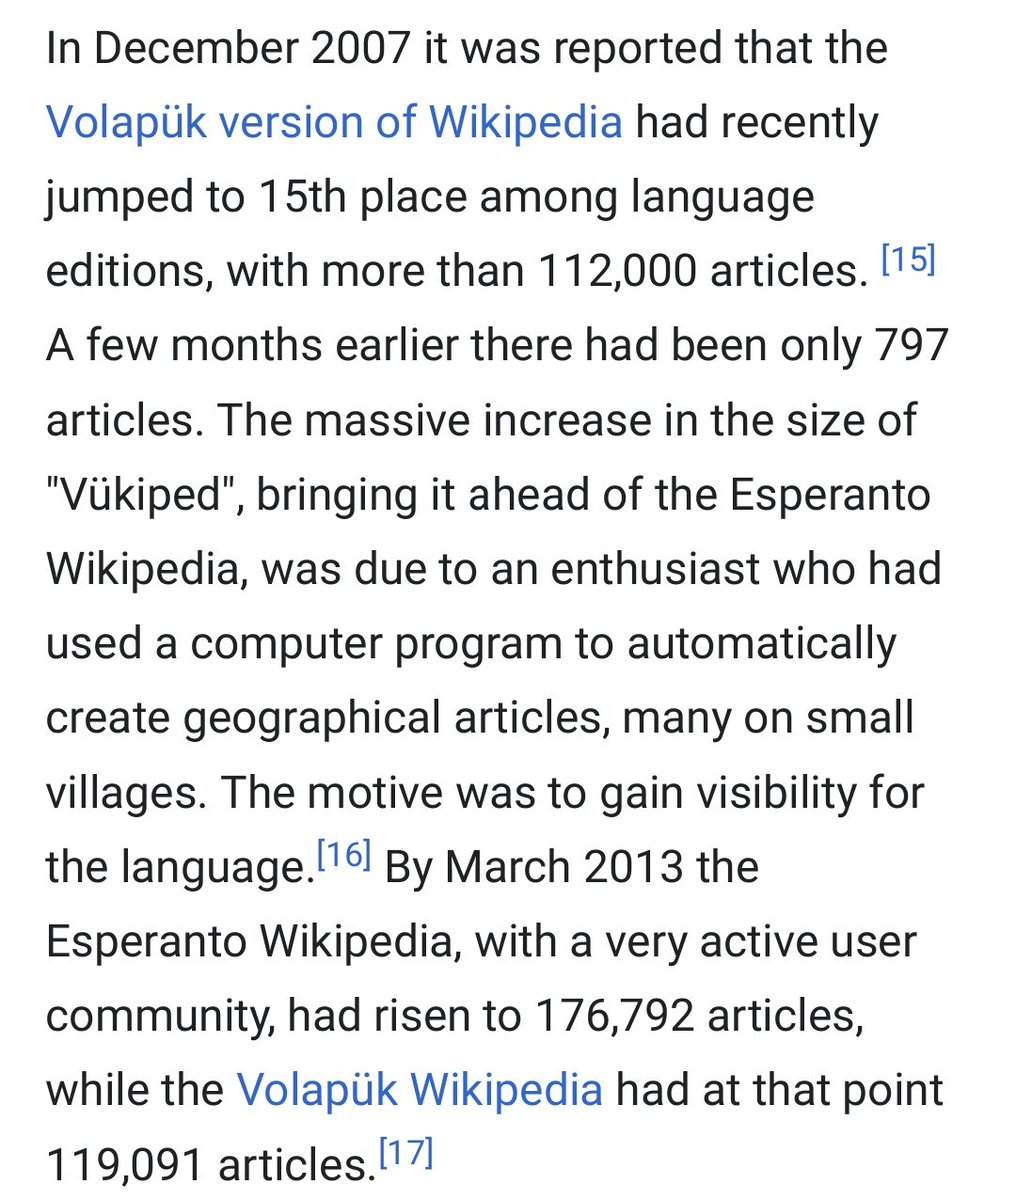 In December 2007 it was reported that the
Volapük version of Wikipedia had recently
jumped to 15th place among language
editions, with more than 112,000 articles. [15]
A few months earlier there had been only 797
articles. The massive increase in the size of
"Vükiped", bringing it ahead of the Esperanto
Wikipedia, was due to an enthusiast who had
used a computer program to automatically
create geographical articles, many on small
villages. The motive was to gain visibility for
the language.[16] By March 2013 the
Esperanto Wikipedia, with a very active user
community, had risen to 176,792 articles,
while the Volapük Wikipedia had at that point
119,091 articles.[17]